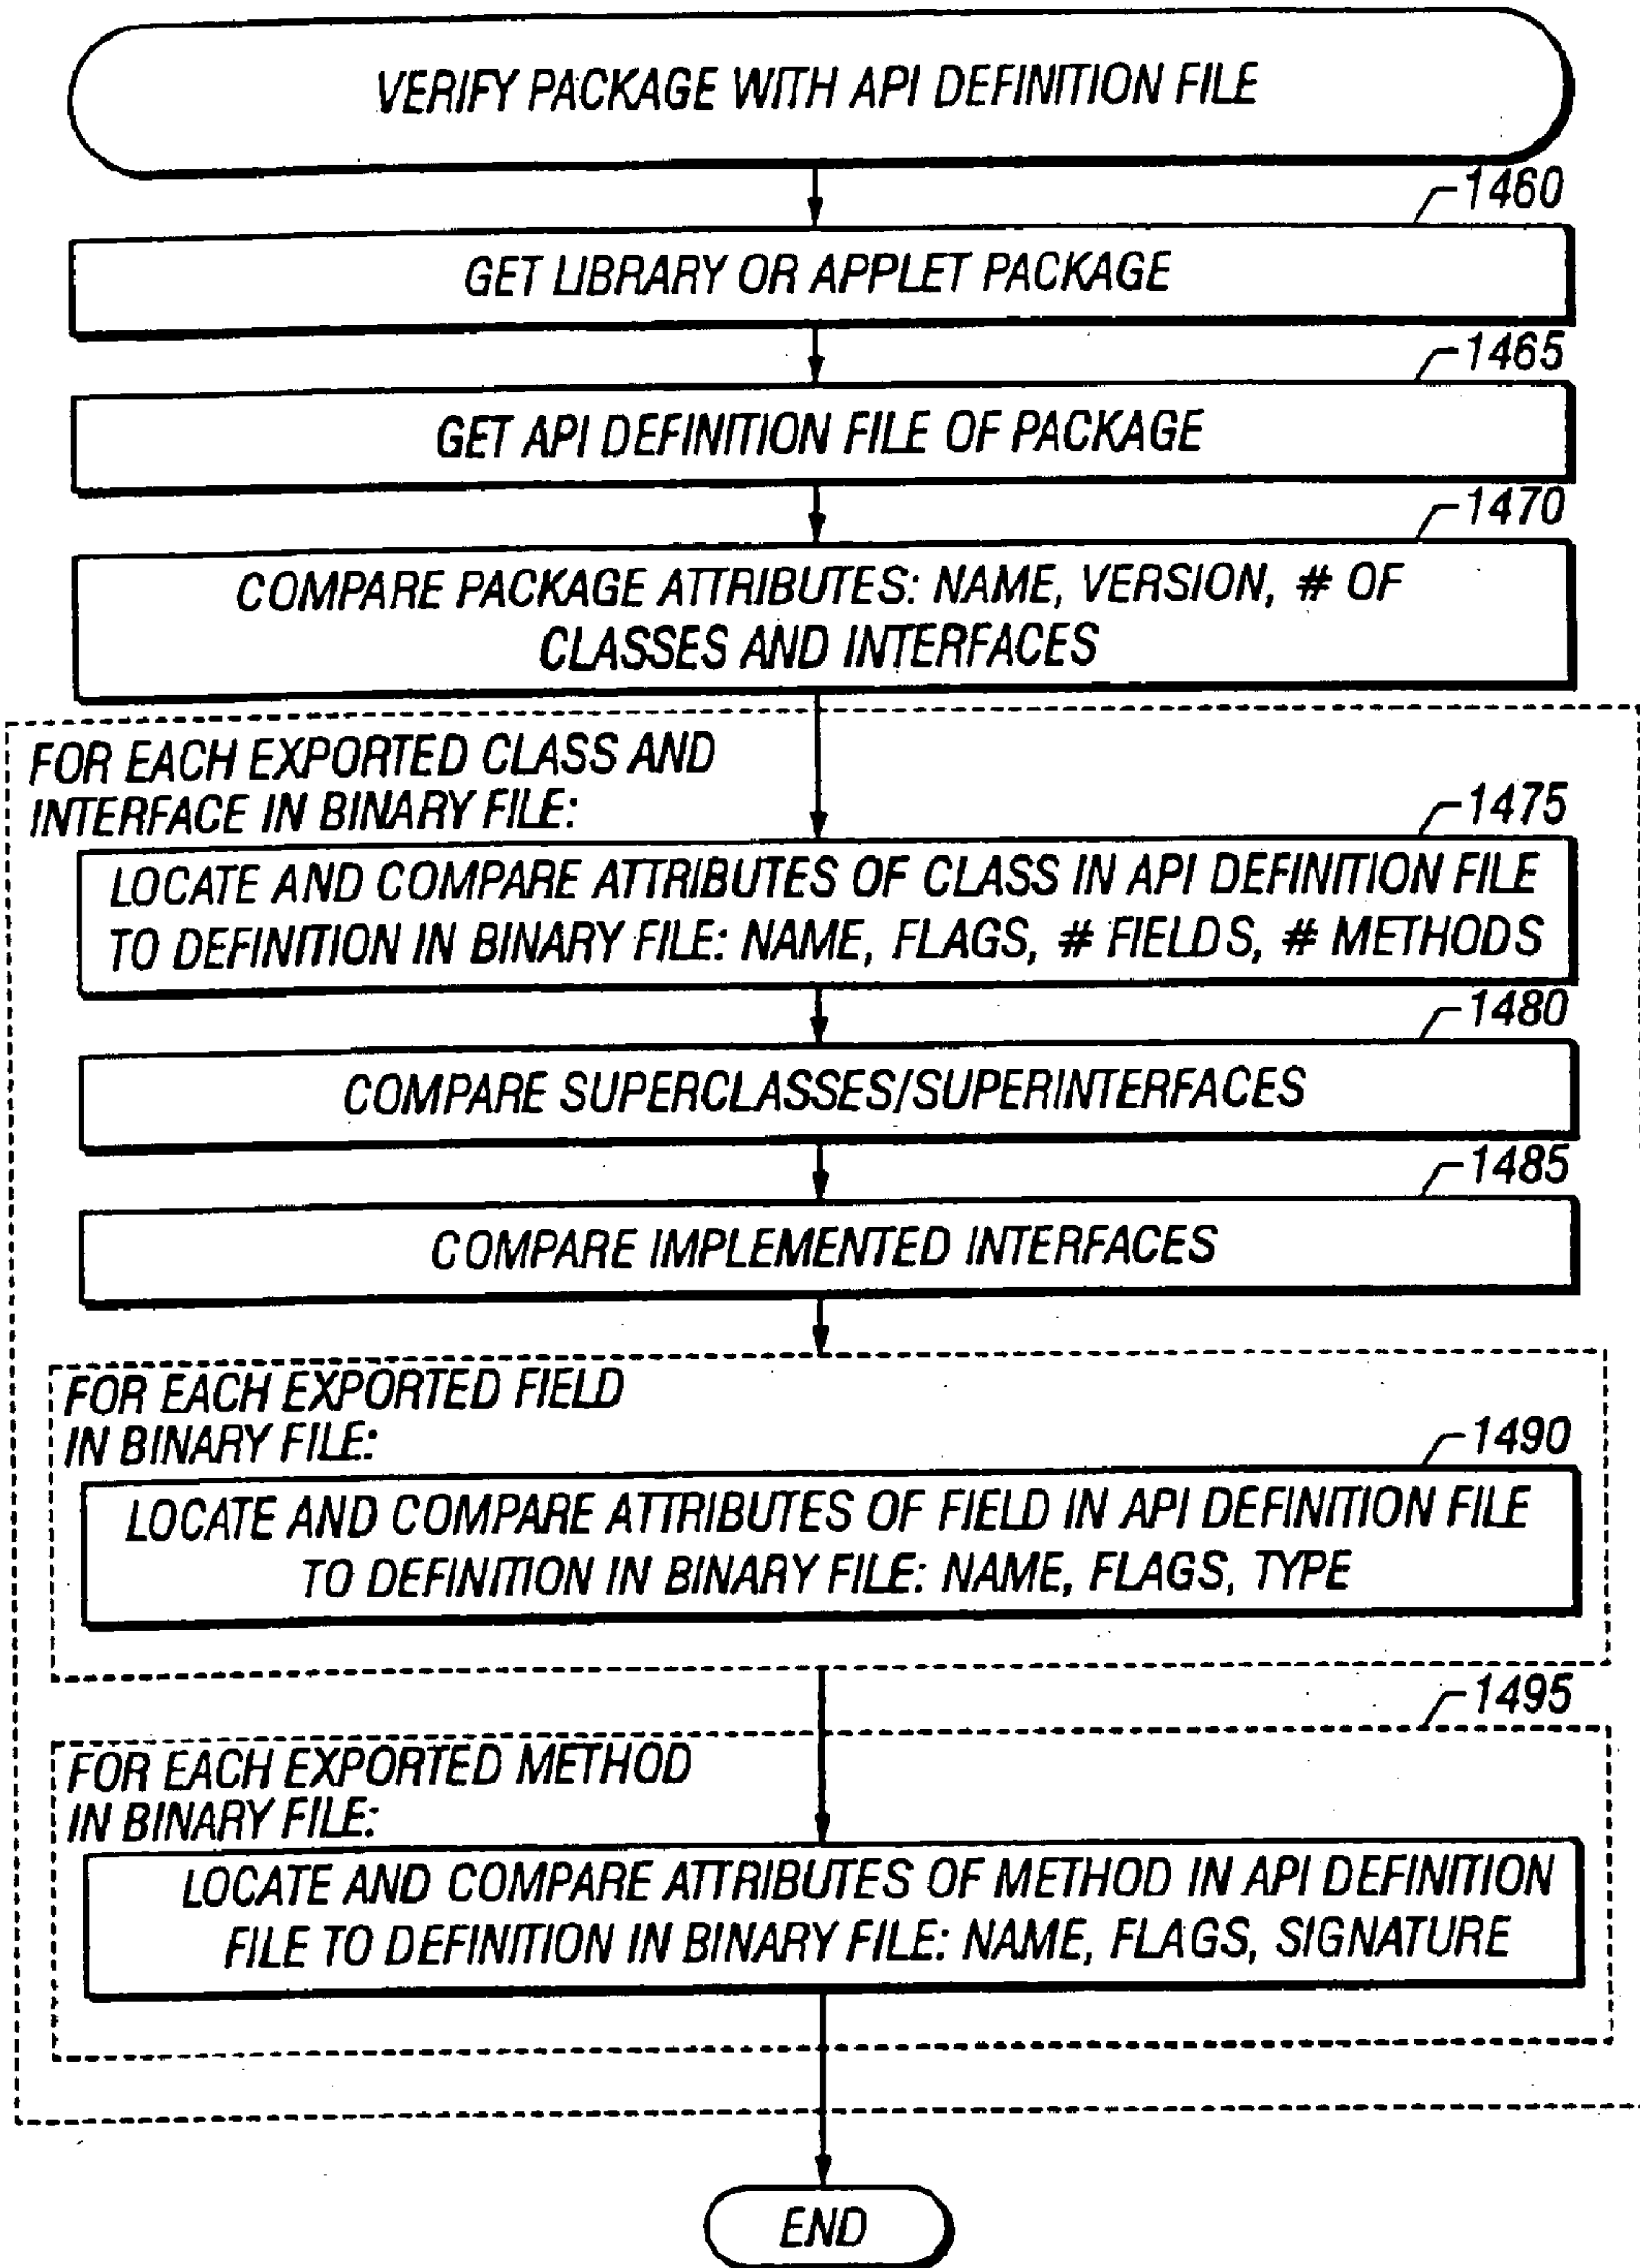 VERIFY PACKAGE WITH API DEFINITION FILE
1460
GET LIBRARY OR APPLET PACKAGE
1465
GET API DEFINITION FILE OF PACKAGE
1470
COMPARE PACKAGE ATTRIBUTES: NAME, VERSION, # OF
CLASSES AND INTERFACES
FOR EACH EXPORTED CLASS AND
INTERFACE IN BINARY FILE:
1475
LOCATE AND COMPARE ATTRIBUTES OF CLASS IN API DEFINITION FILE
TO DEFINITION IN BINARY FILE: NAME, FLAGS, # FIELDS, # METHODS
1480
COMPARE SUPERCLASSES/SUPERINTERFACES
1485
COMPARE IMPLEMENTED INTERFACES
FOR EACH EXPORTED FIELD
IN BINARY FILE:
1490
LOCATE AND COMPARE ATTRIBUTES OF FIELD IN API DEFINITION FILE
TO DEFINITION IN BINARY FILE: NAME, FLAGS, TYPE
1495
FOR EACH EXPORTED METHOD
IN BINARY FILE:
LOCATE AND COMPARE ATTRIBUTES OF METHOD IN API DEFINITION
FILE TO DEFINITION IN BINARY FILE: NAME, FLAGS, SIGNATURE
END